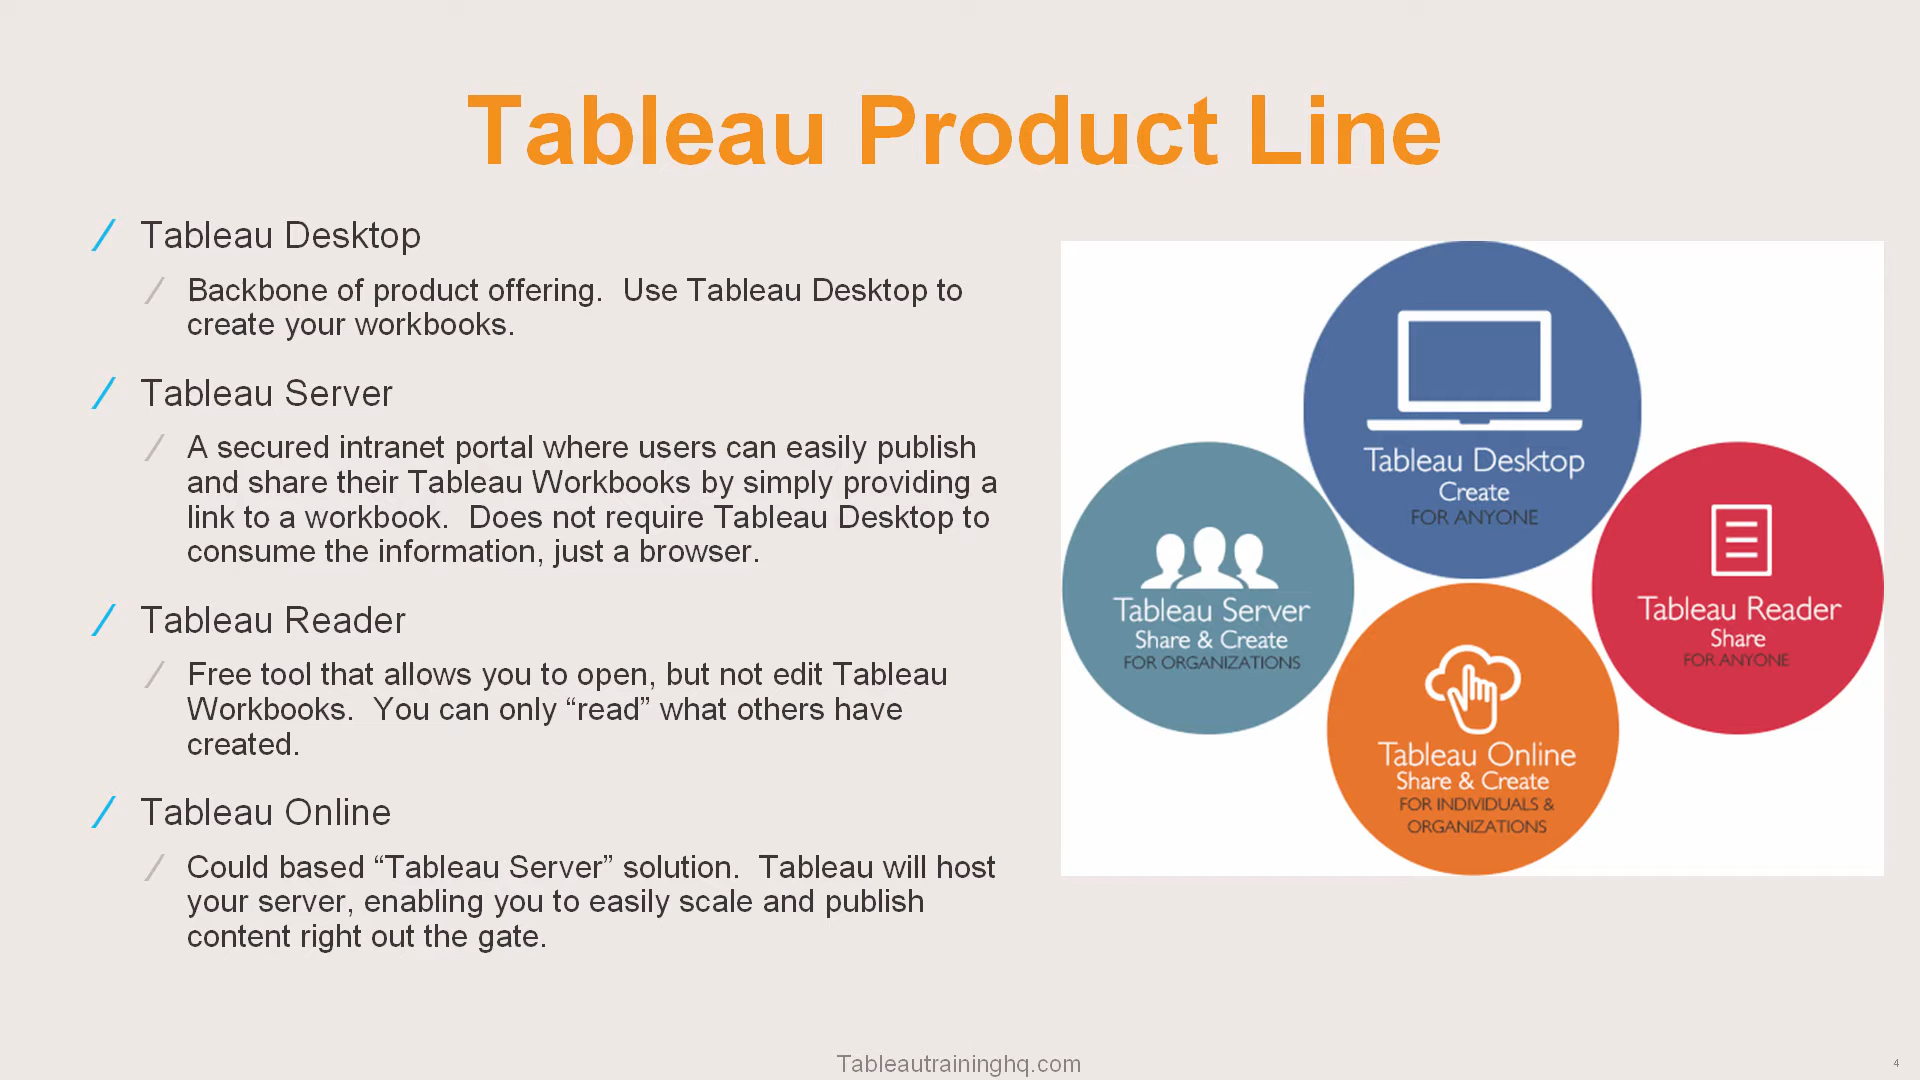 Tableau Product Line
Tableau Desktop
Backbone of product offering.  Use Tableau Desktop to
create your workbooks.
Tableau Server
A secured intranet portal where users can easily publish
and share their Tableau Workbooks by simply providing a
link to a workbook.  Does not require Tableau Desktop to
consume the information, just a browser.
Tableau Reader
Free tool that allows you to open, but not edit Tableau
Workbooks.  You can only “read” what others have
created.
Tableau Online
Could based “Tableau Server” solution.  Tableau will host
your server, enabling you to easily scale and publish
content right out the gate.
Tableau Desktop
Create
FOR ANYONE
Tableau Server
Share & Create
FOR ORGANIZATIONS
Tableau Reader
Share
FOR ANYONE
Tableau Online
Share & Create
FOR INDIVIDUALS &
ORGANIZATIONS
Tableautraininghq.com
4